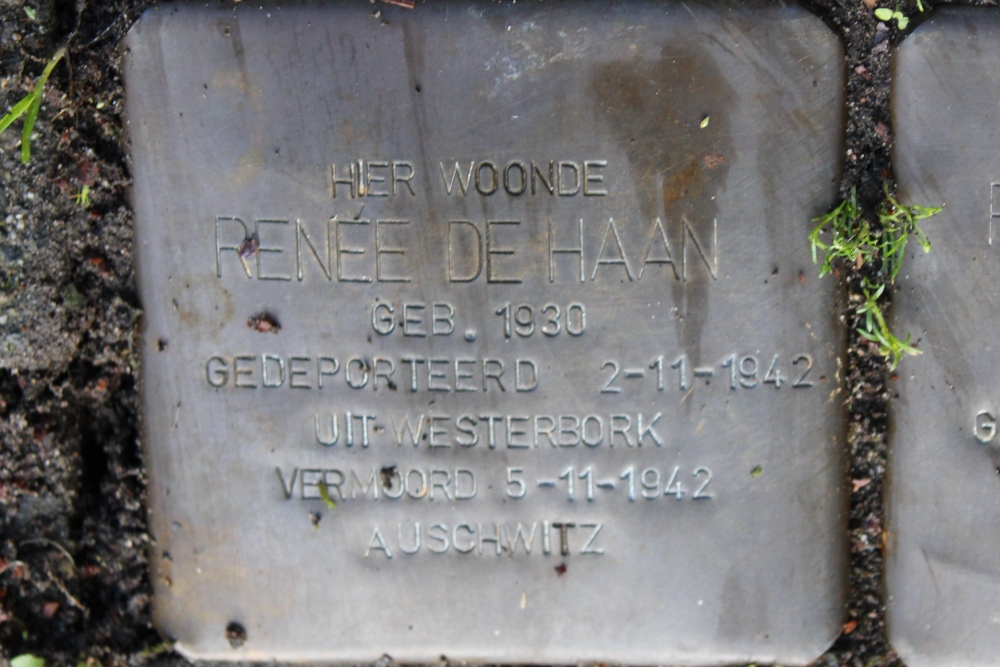 HIER WOONDE
RENÉE DE HAAN
GEB. 1930
GEDEPORTEERD 2-11-1942
UIT WESTERBORK
VERMOORD 5-11-1942
AUSCHWITZ